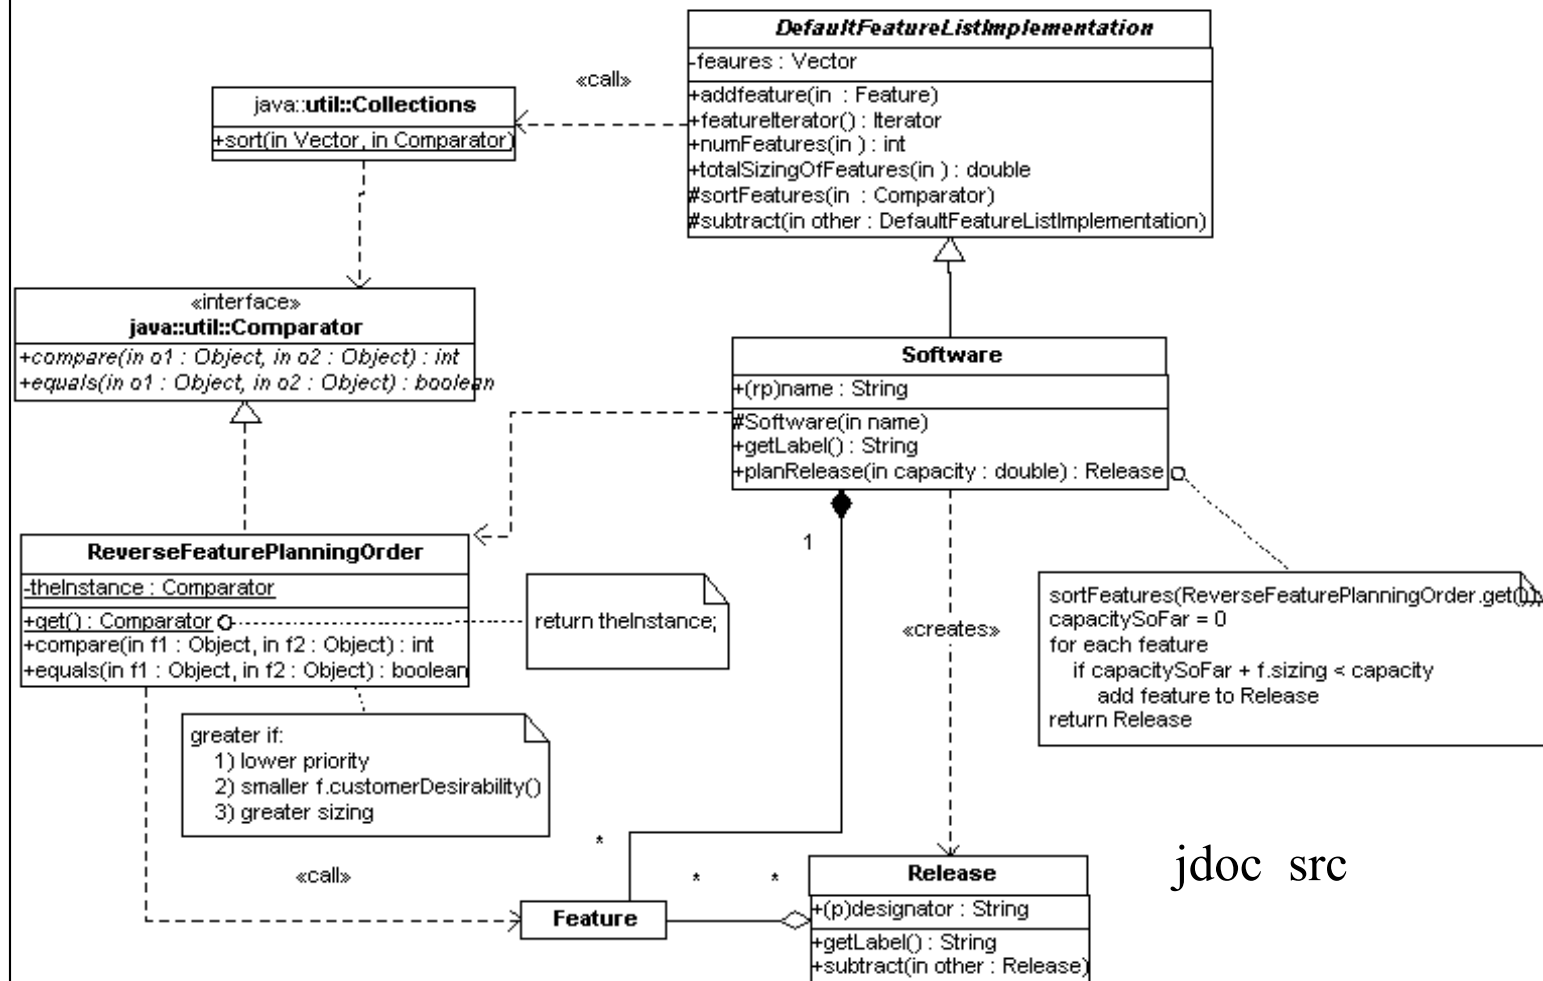 DefaultFeatureListImplementation
-feaures : Vector
+addfeature(in  : Feature)
+featureIterator() : Iterator
+numFeatures(in ) : int
+totalSizingOfFeatures(in ) : double
#sortFeatures(in  : Comparator)
#subtract(in other : DefaultFeatureListImplementation)
«call»
java::util::Collections
+sort(in Vector, in Comparator)
«interface»
java::util::Comparator
+compare(in o1 : Object, in o2 : Object) : int
+equals(in o1 : Object, in o2 : Object) : boolean
Software
+(rp)name : String
#Software(in name)
+getLabel() : String
+planRelease(in capacity : double) : Release
1
ReverseFeaturePlanningOrder
-theInstance : Comparator
+get() : Comparator
+compare(in f1 : Object, in f2 : Object) : int
+equals(in f1 : Object, in f2 : Object) : boolean
return theInstance;
«creates»
sortFeatures(ReverseFeaturePlanningOrder.get());
capacitySoFar = 0
for each feature
if capacitySoFar + f.sizing < capacity
add feature to Release
return Release
greater if:
1) lower priority
2) smaller f.customerDesirability()
3) greater sizing
*
«call»
*
*
Feature
Release
+(p)designator : String
+getLabel() : String
+subtract(in other : Release)
jdoc src